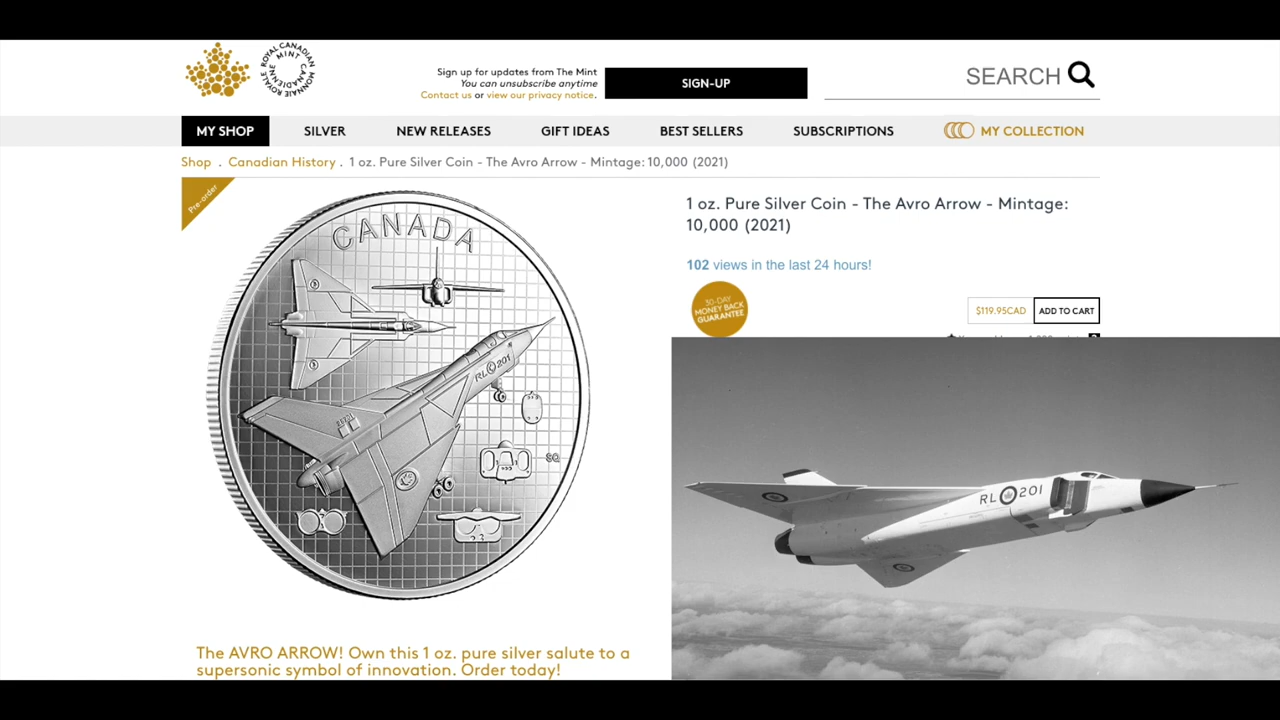 ROYAL CANADIAN MINT
MONNAIE ROYALE CANADIENNE
Sign up for updates from The Mint
You can unsubscribe anytime
Contact us or view our privacy notice.
SIGN-UP
SEARCH
MY SHOP
SILVER
NEW RELEASES
GIFT IDEAS
BEST SELLERS
SUBSCRIPTIONS
MY COLLECTION
Shop . Canadian History . 1 oz. Pure Silver Coin - The Avro Arrow - Mintage: 10,000 (2021)
Pre-order
CANADA
RL 201
SQ
1 oz. Pure Silver Coin - The Avro Arrow - Mintage:
10,000 (2021)
102 views in the last 24 hours!
30-DAY
MONEY BACK
GUARANTEE
$119.95CAD
ADD TO CART
RL 201
The AVRO ARROW! Own this 1 oz. pure silver salute to a
supersonic symbol of innovation. Order today!